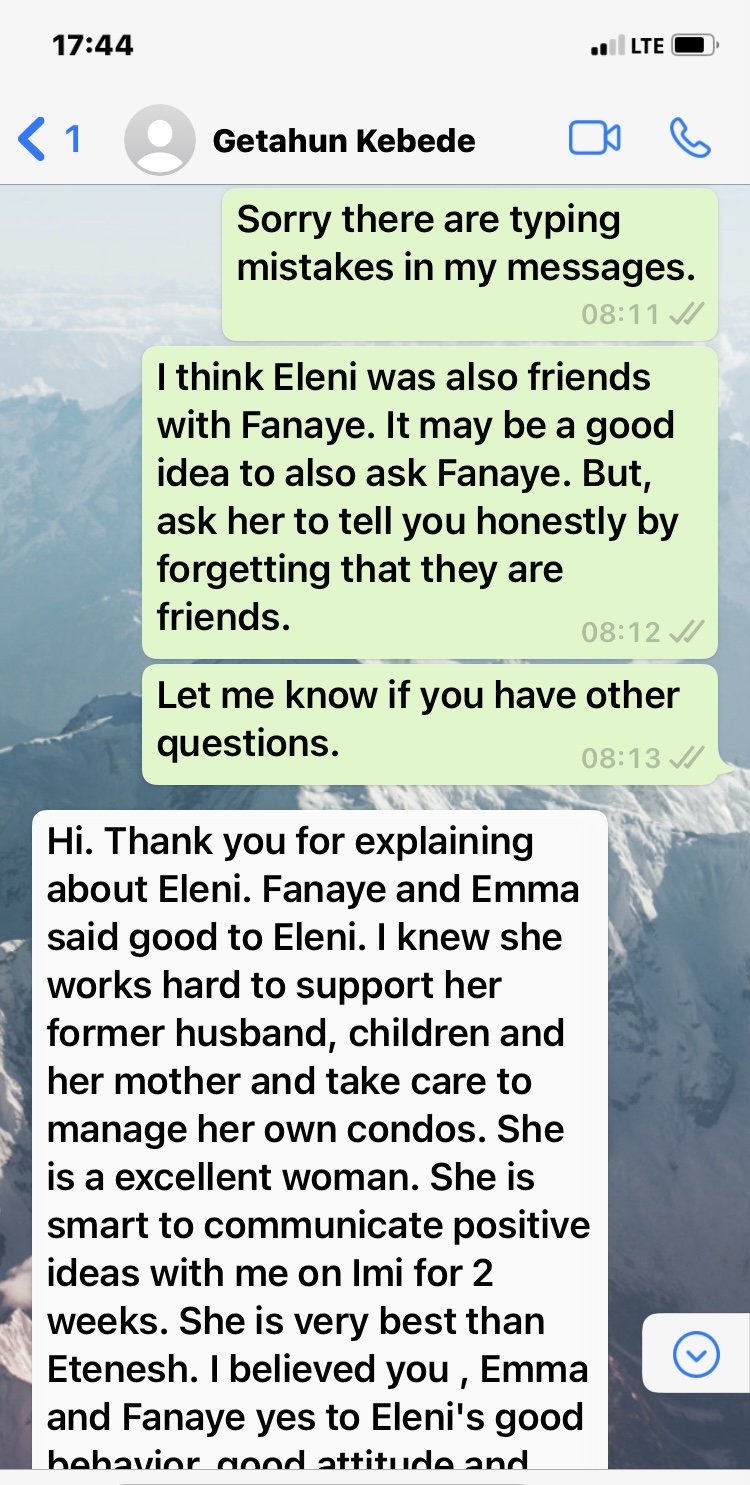 17:44
LTE
1
Getahun Kebede
Sorry there are typing
mistakes in my messages.
08:11
I think Eleni was also friends
with Fanaye. It may be a good
idea to also ask Fanaye. But,
ask her to tell you honestly by
forgetting that they are
friends.
08:12
Let me know if you have other
questions.
08:13
Hi. Thank you for explaining
about Eleni. Fanaye and Emma
said good to Eleni. I knew she
works hard to support her
former husband, children and
her mother and take care to
manage her own condos. She
is a excellent woman. She is
smart to communicate positive
ideas with me on Imi for 2
weeks. She is very best than
Etenesh. I believed you , Emma
and Fanaye yes to Eleni's good
behavior, good attitude and